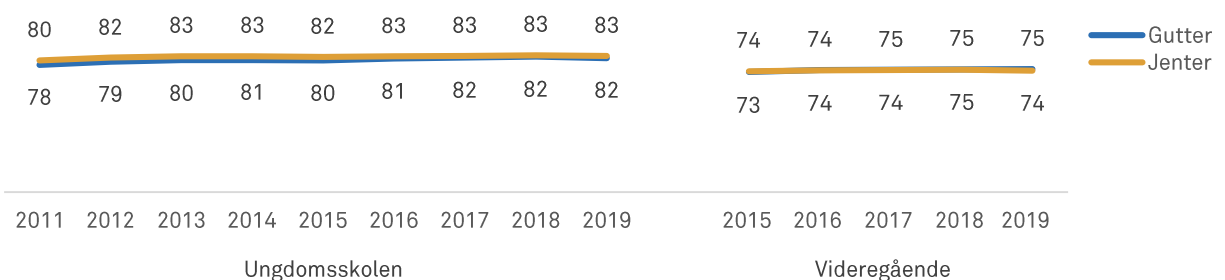 80 82 83 83 82 83 83 83 83
78 79 80 81 80 81 82 82 82
74 74 75 75 75
73 74 74 75 74
Gutter
Jenter
2011 2012 2013 2014 2015 2016 2017 2018 2019
2015 2016 2017 2018 2019
Ungdomsskolen
Videregående